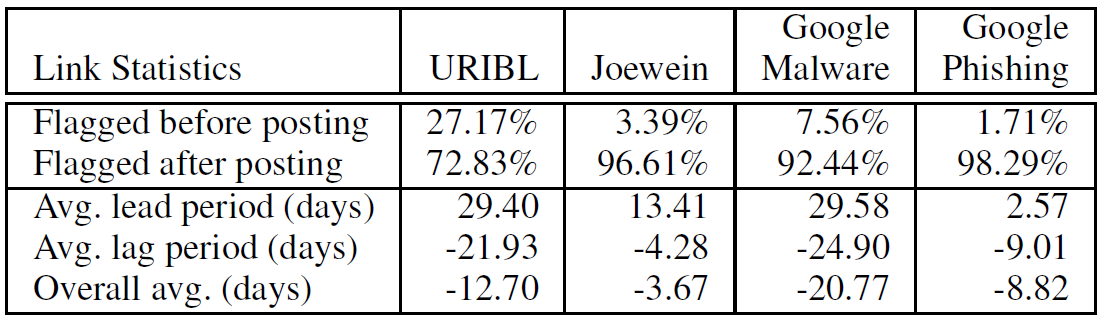 Link Statistics URIBL Joewein Google Malware Google Phishing
Flagged before posting 27.17% 3.39% 7.56% 1.71%
Flagged after posting 72.83% 96.61% 92.44% 98.29%
Avg. lead period (days) 29.40 13.41 29.58 2.57
Avg. lag period (days) -21.93 -4.28 -24.90 -9.01
Overall avg. (days) -12.70 -3.67 -20.77 -8.82